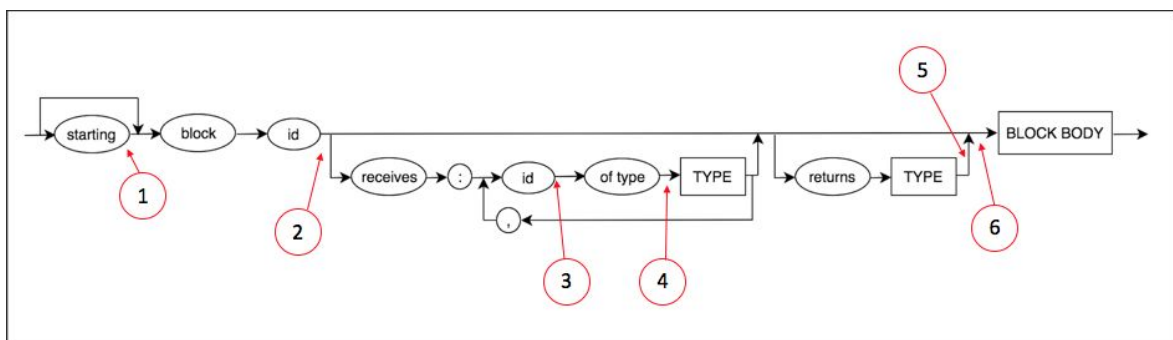 5
starting block id BLOCK BODY
1 receives : id of type TYPE returns TYPE
2 , 6
3 4